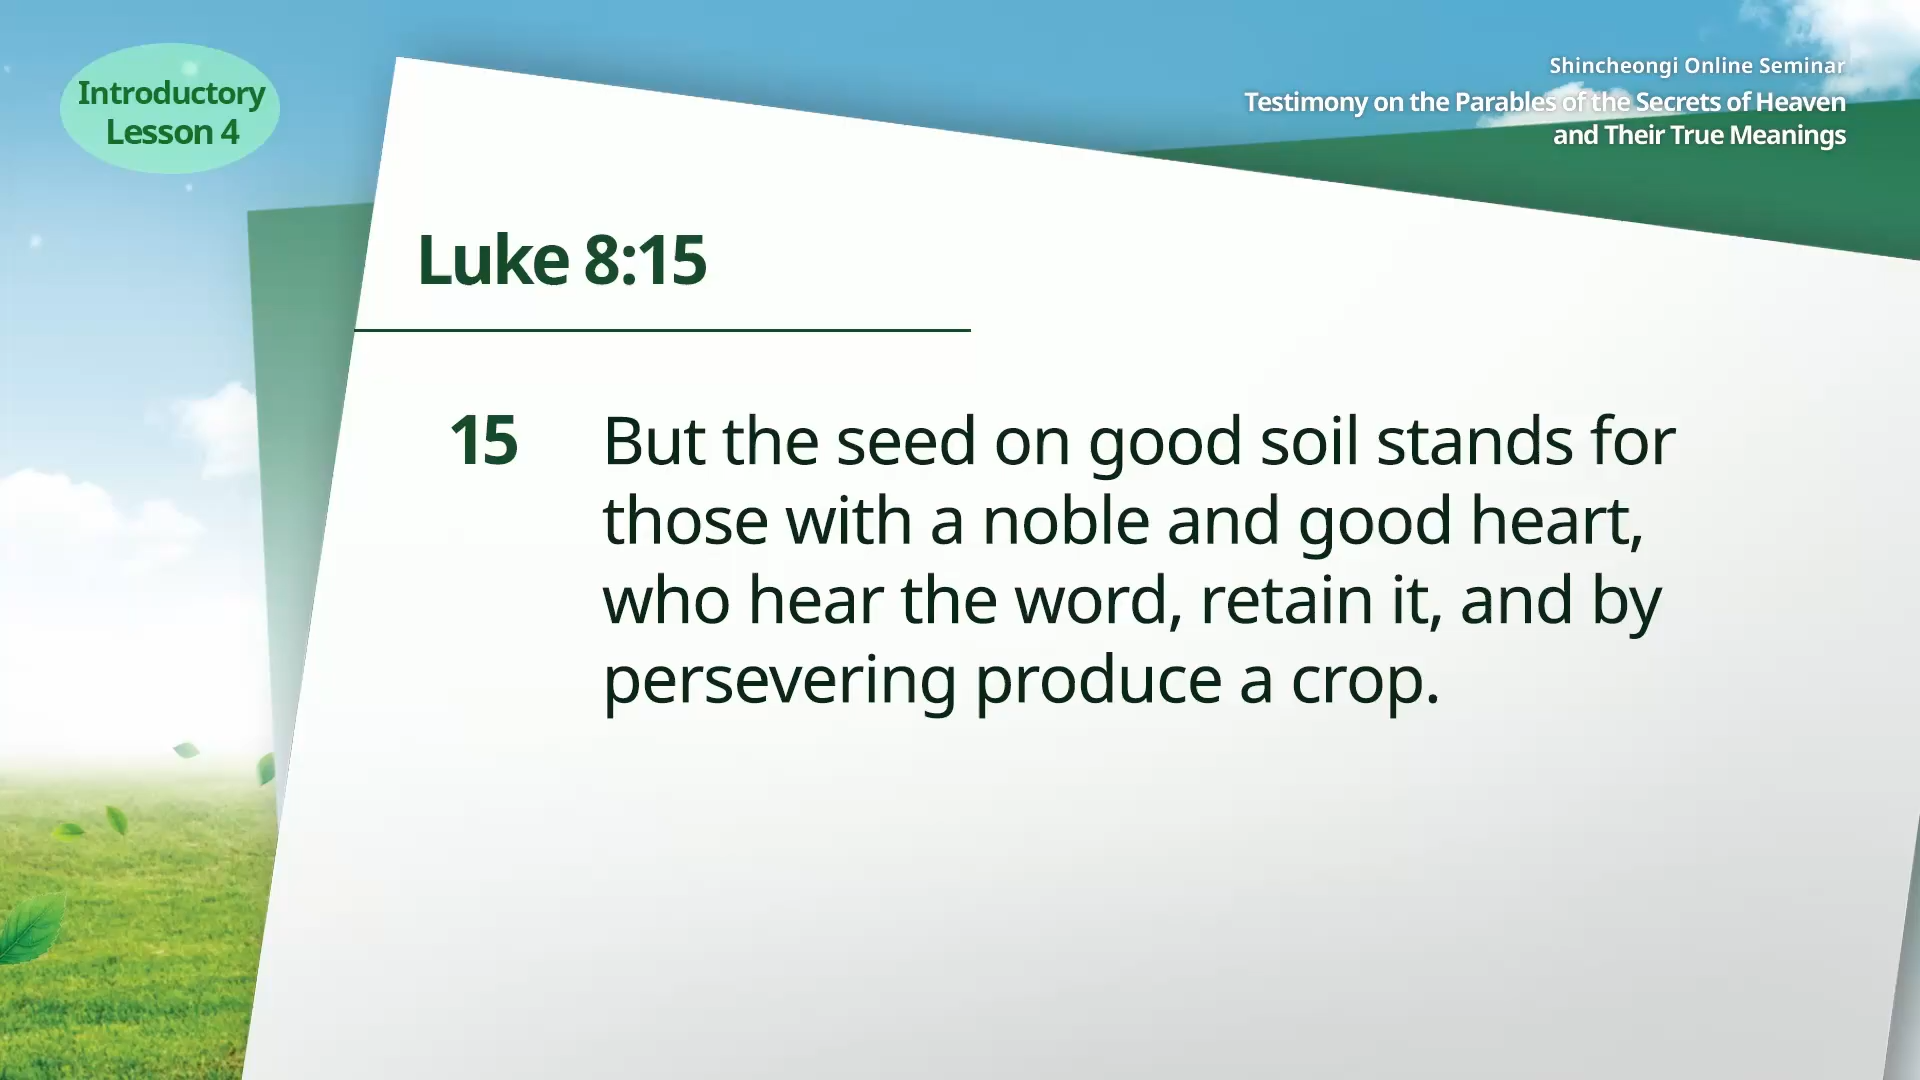 Introductory
Lesson 4
Shincheongi Online Seminar
Testimony on the Parables of the Secrets of Heaven
and Their True Meanings
Luke 8:15
15 But the seed on good soil stands for
those with a noble and good heart,
who hear the word, retain it, and by
persevering produce a crop.